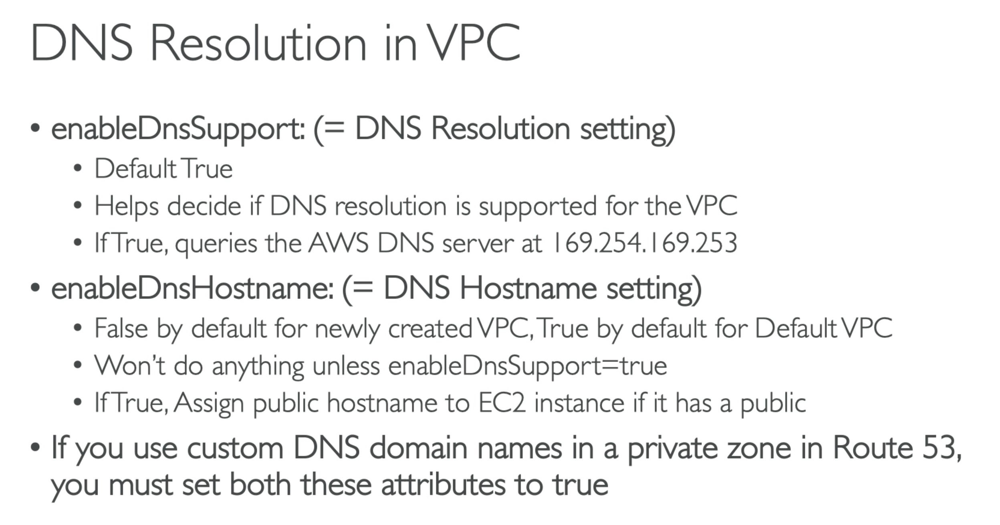 DNS Resolution in VPC
• enableDnsSupport: (= DNS Resolution setting)
• Default True
• Helps decide if DNS resolution is supported for the VPC
• If True, queries the AWS DNS server at 169.254.169.253
• enableDnsHostname: (= DNS Hostname setting)
• False by default for newly created VPC, True by default for Default VPC
• Won't do anything unless enableDnsSupport=true
• If True, Assign public hostname to EC2 instance if it has a public
• If you use custom DNS domain names in a private zone in Route 53,
you must set both these attributes to true